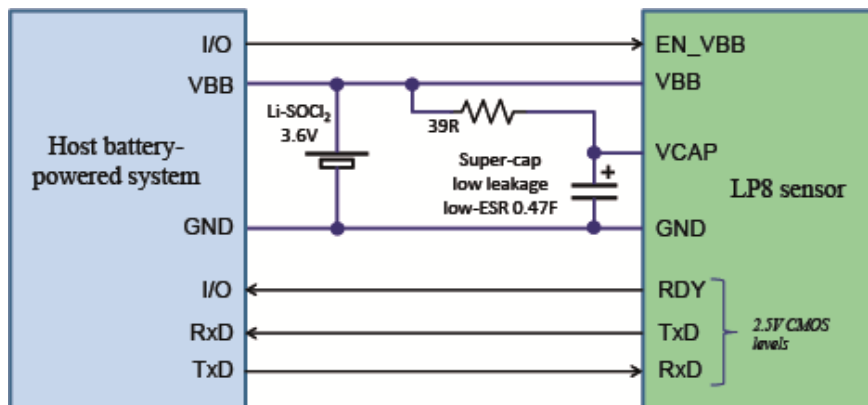 I/O
EN_VBB
VBB
VBB
Li-SOCl₂
3.6V
39R
Host battery-
powered system
Super-cap
low leakage
low-ESR 0.47F
+
VCAP
LP8 sensor
GND
GND
I/O
RDY
RxD
TxD
2.5V CMOS
levels
TxD
RxD